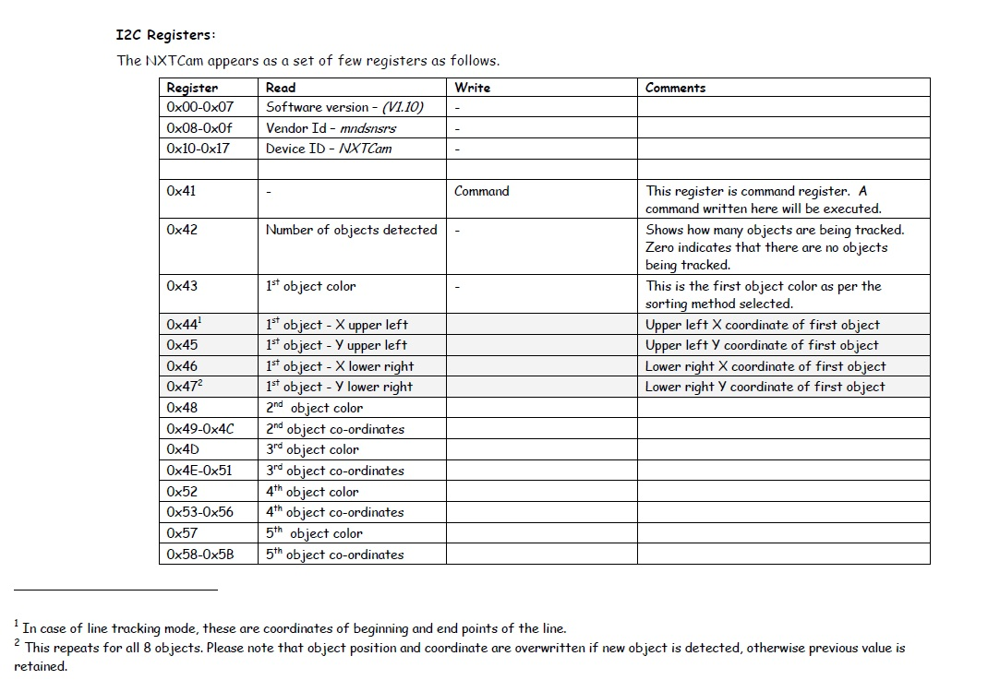 I2C Registers:
The NXTCam appears as a set of few registers as follows.
Register Read Write Comments
0x00-0x07 Software version – (V1.10) -
0x08-0x0f Vendor Id – mndsnsrs -
0x10-0x17 Device ID – NXTCam -
0x41 - Command This register is command register. A
command written here will be executed.
0x42 Number of objects detected - Shows how many objects are being tracked.
Zero indicates that there are no objects
being tracked.
0x43 1st object color - This is the first object color as per the
sorting method selected.
0x44¹ 1st object - X upper left Upper left X coordinate of first object
0x45 1st object - Y upper left Upper left Y coordinate of first object
0x46 1st object - X lower right Lower right X coordinate of first object
0x47² 1st object - Y lower right Lower right Y coordinate of first object
0x48 2nd object color
0x49-0x4C 2nd object co-ordinates
0x4D 3rd object color
0x4E-0x51 3rd object co-ordinates
0x52 4th object color
0x53-0x56 4th object co-ordinates
0x57 5th object color
0x58-0x5B 5th object co-ordinates
¹ In case of line tracking mode, these are coordinates of beginning and end points of the line.
² This repeats for all 8 objects. Please note that object position and coordinate are overwritten if new object is detected, otherwise previous value is
retained.